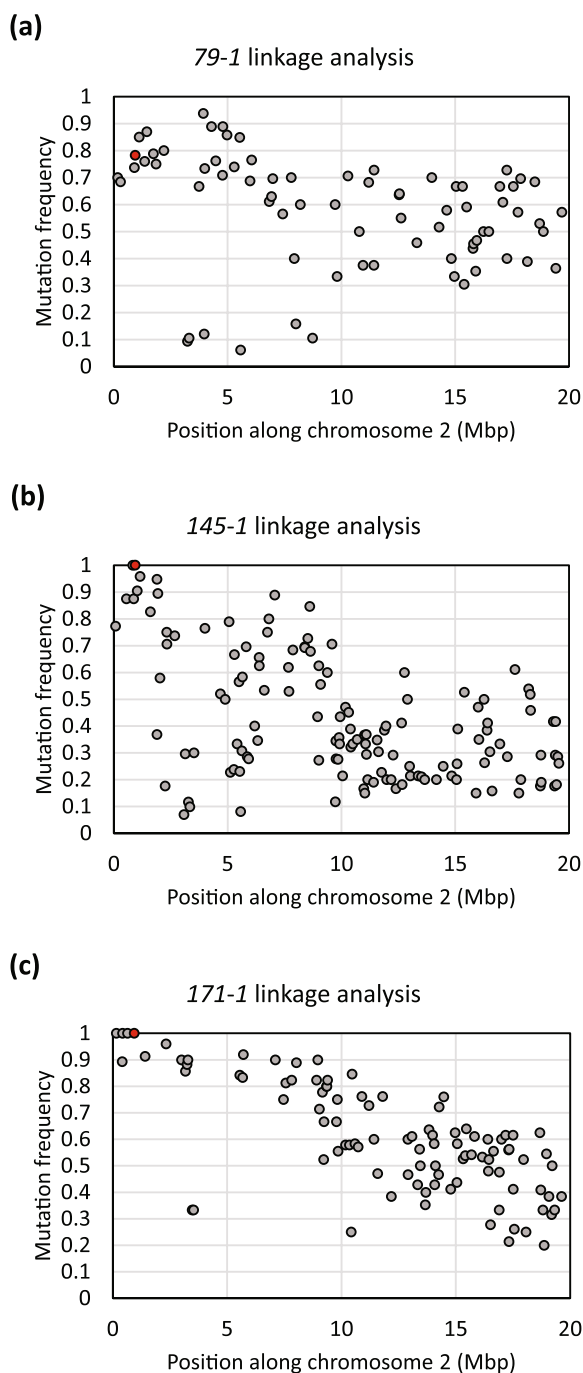 (a)
79-1 linkage analysis
Mutation frequency
1
0.9
0.8
0.7
0.6
0.5
0.4
0.3
0.2
0.1
0
0 5 10 15 20
Position along chromosome 2 (Mbp)
(b)
145-1 linkage analysis
Mutation frequency
1
0.9
0.8
0.7
0.6
0.5
0.4
0.3
0.2
0.1
0
0 5 10 15 20
Position along chromosome 2 (Mbp)
(c)
171-1 linkage analysis
Mutation frequency
1
0.9
0.8
0.7
0.6
0.5
0.4
0.3
0.2
0.1
0
0 5 10 15 20
Position along chromosome 2 (Mbp)